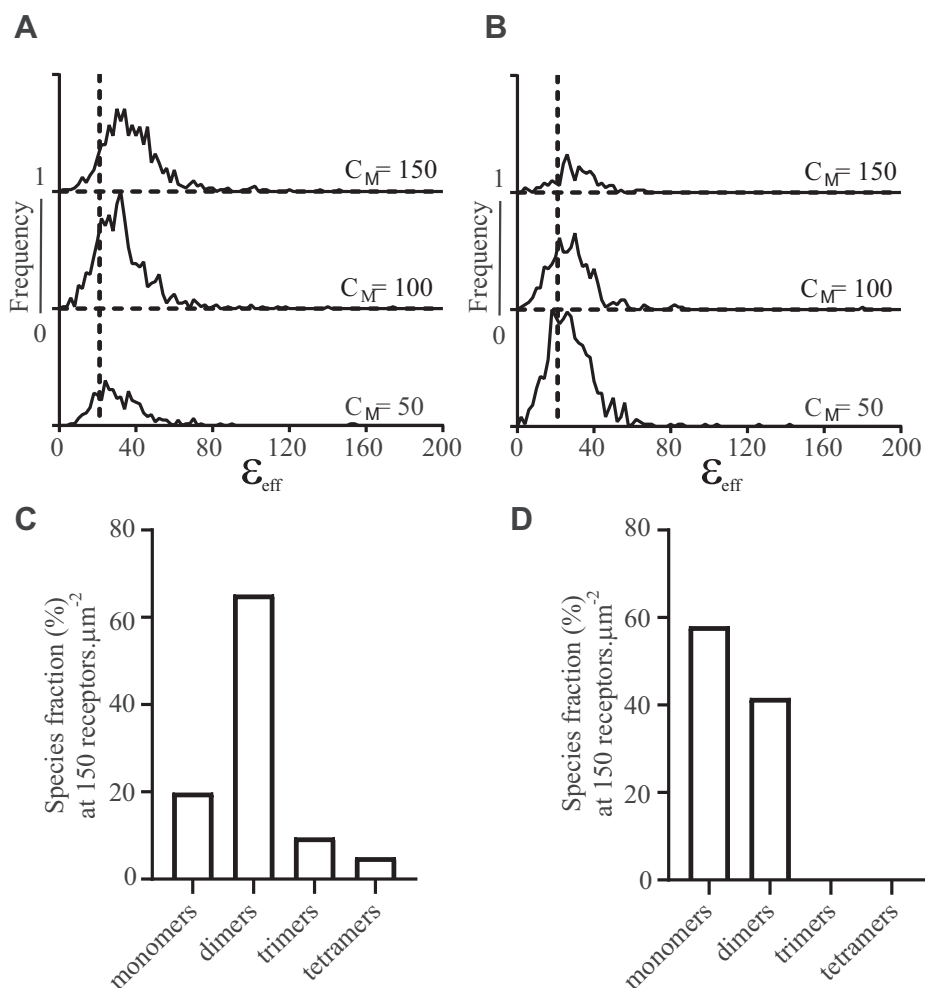 A
B
C_M= 150
C_M= 150
1
1
Frequency
Frequency
C_M= 100
C_M= 100
0
0
C_M= 50
C_M= 50
0 40 80 120 160 200
0 40 80 120 160 200
ε_eff
ε_eff
C
D
80
80
60
60
40
40
20
20
0
0
Species fraction (%)
at 150 receptors.µm⁻²
Species fraction (%)
at 150 receptors.µm⁻²
monomers
dimers
trimers
tetramers
monomers
dimers
trimers
tetramers